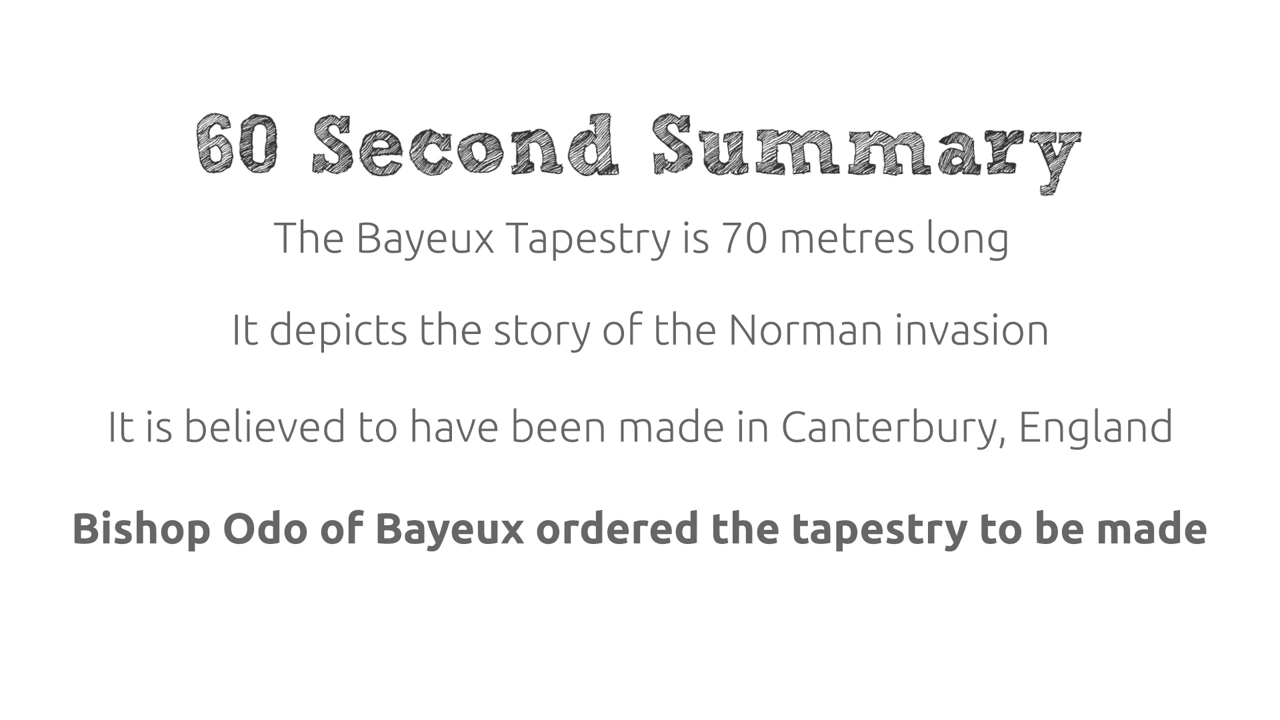 60 Second Summary
The Bayeux Tapestry is 70 metres long
It depicts the story of the Norman invasion
It is believed to have been made in Canterbury, England
Bishop Odo of Bayeux ordered the tapestry to be made